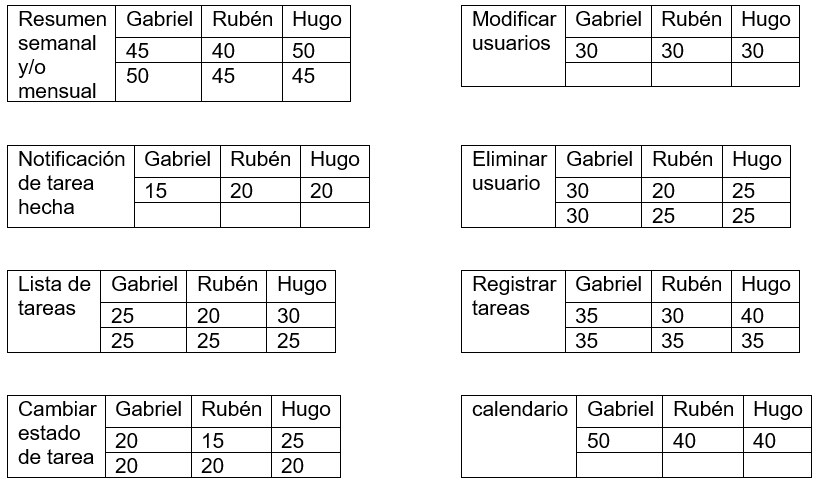 Resumen semanal y/o mensual Gabriel Rubén Hugo
45 40 50
50 45 45
Modificar usuarios Gabriel Rubén Hugo
30 30 30
Notificación de tarea hecha Gabriel Rubén Hugo
15 20 20
Eliminar usuario Gabriel Rubén Hugo
30 20 25
30 25 25
Lista de tareas Gabriel Rubén Hugo
25 20 30
25 25 25
Registrar tareas Gabriel Rubén Hugo
35 30 40
35 35 35
Cambiar estado de tarea Gabriel Rubén Hugo
20 15 25
20 20 20
calendario Gabriel Rubén Hugo
50 40 40